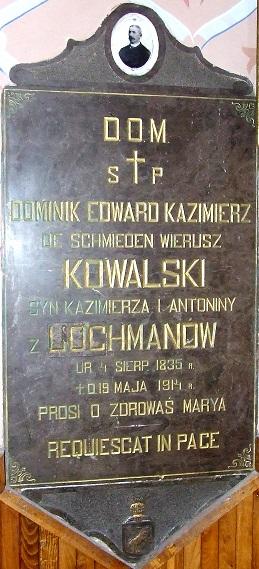 D.O.M.
S † P
DOMINIK EDWARD KAZIMIERZ
DE SCHMIEDEN WIERUSZ
KOWALSKI
SYN KAZIMIERZA I ANTONINY
Z LOCHMANÓW
UR 4 SIERP. 1835 R.
† D. 19 MAJA 1914 R.
PROSI O ZDROWAŚ MARYA
REQUIESCAT IN PACE